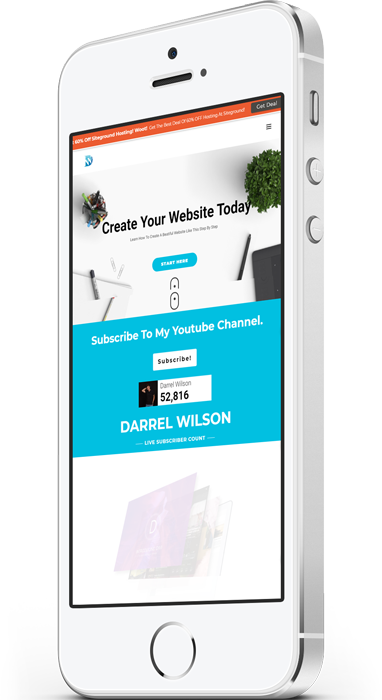 60% Off Siteground Hosting! Woot! Get The Best Deal Of 60% OFF Hosting At Siteground!
Get Deal
Create Your Website Today
Learn How To Create A Beatiful Website Like This Step By Step
START HERE
Subscribe To My Youtube Channel.
Subscribe!
Darrel Wilson
52,816
DARREL WILSON
LIVE SUBSCRIBER COUNT